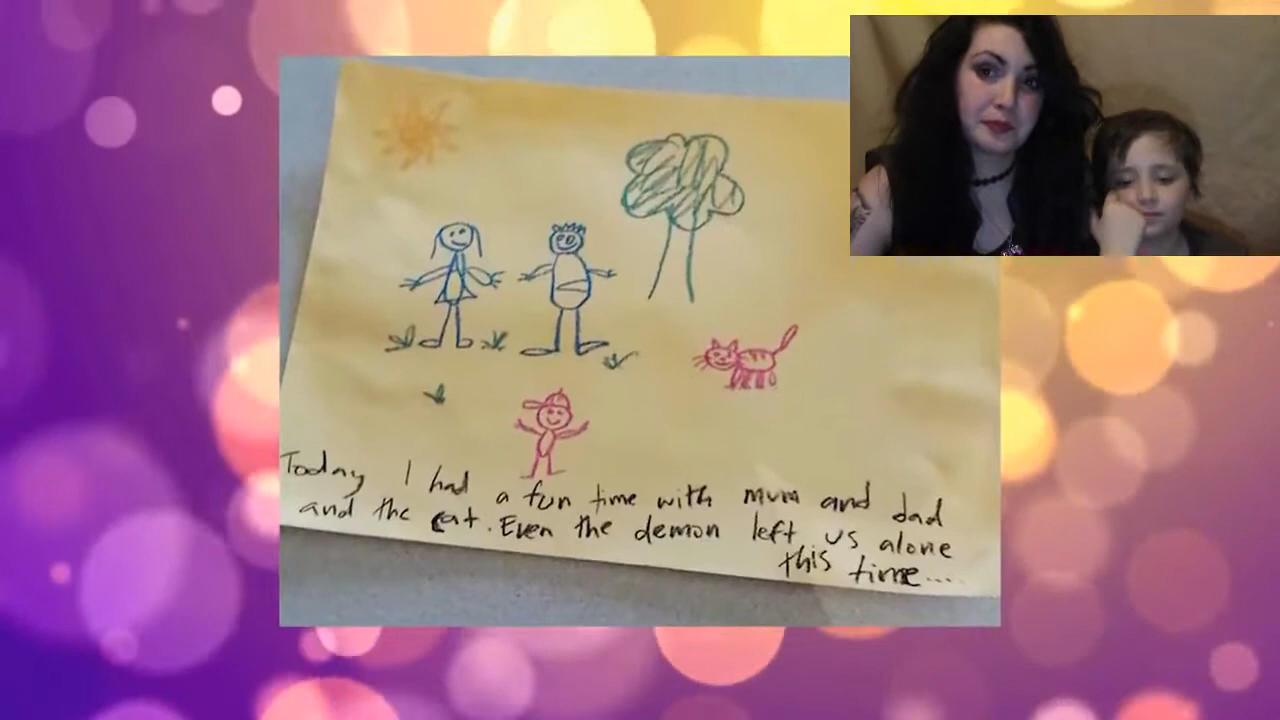 Today I had a fun time with mum and dad
and the cat. Even the demon left us alone
this time....